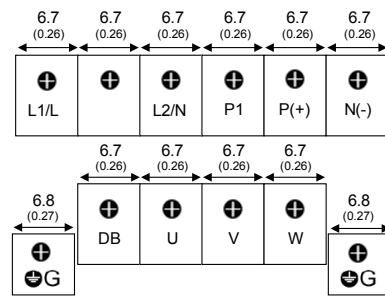 6.7 6.7 6.7 6.7 6.7 6.7
(0.26) (0.26) (0.26) (0.26) (0.26) (0.26)
L1/L L2/N P1 P(+) N(-)
6.7 6.7 6.7 6.7
(0.26) (0.26) (0.26) (0.26)
6.8 6.8
(0.27) (0.27)
DB U V W
G G